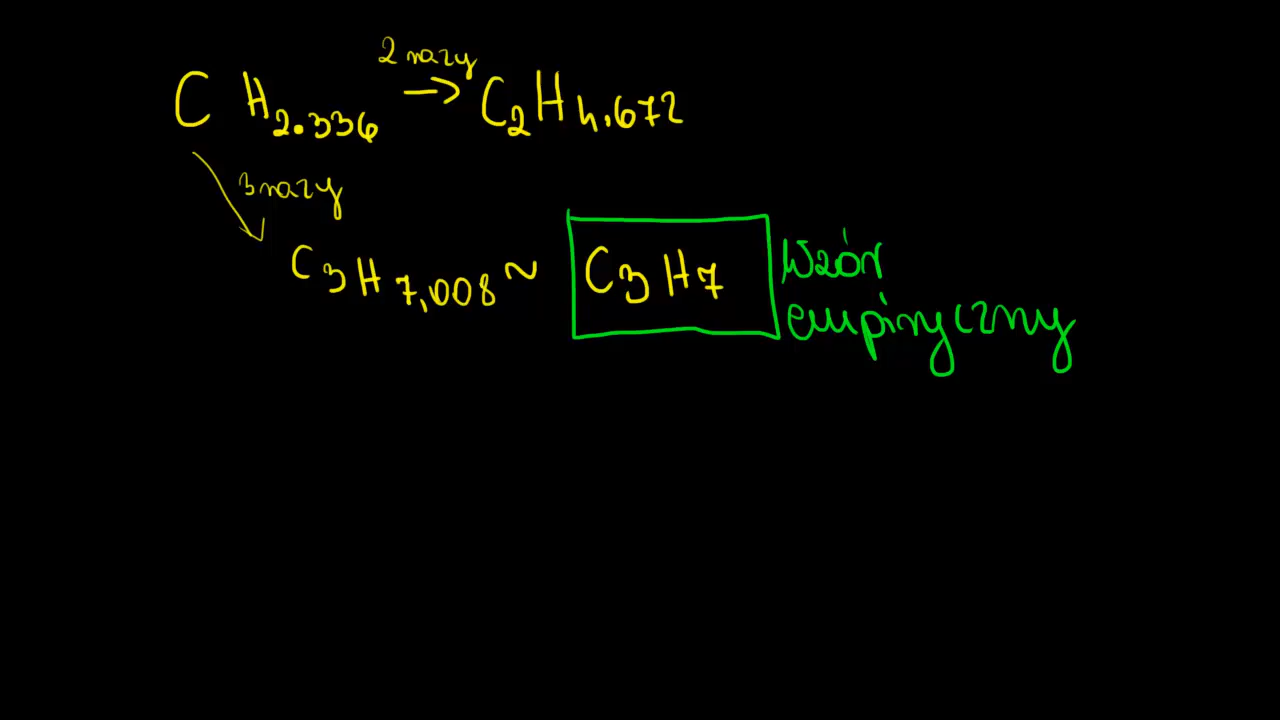 2 razy
C H2.336 → C2H4.672
3 razy
C3H7,008 ~ C3H7
Wzór
empiryczny